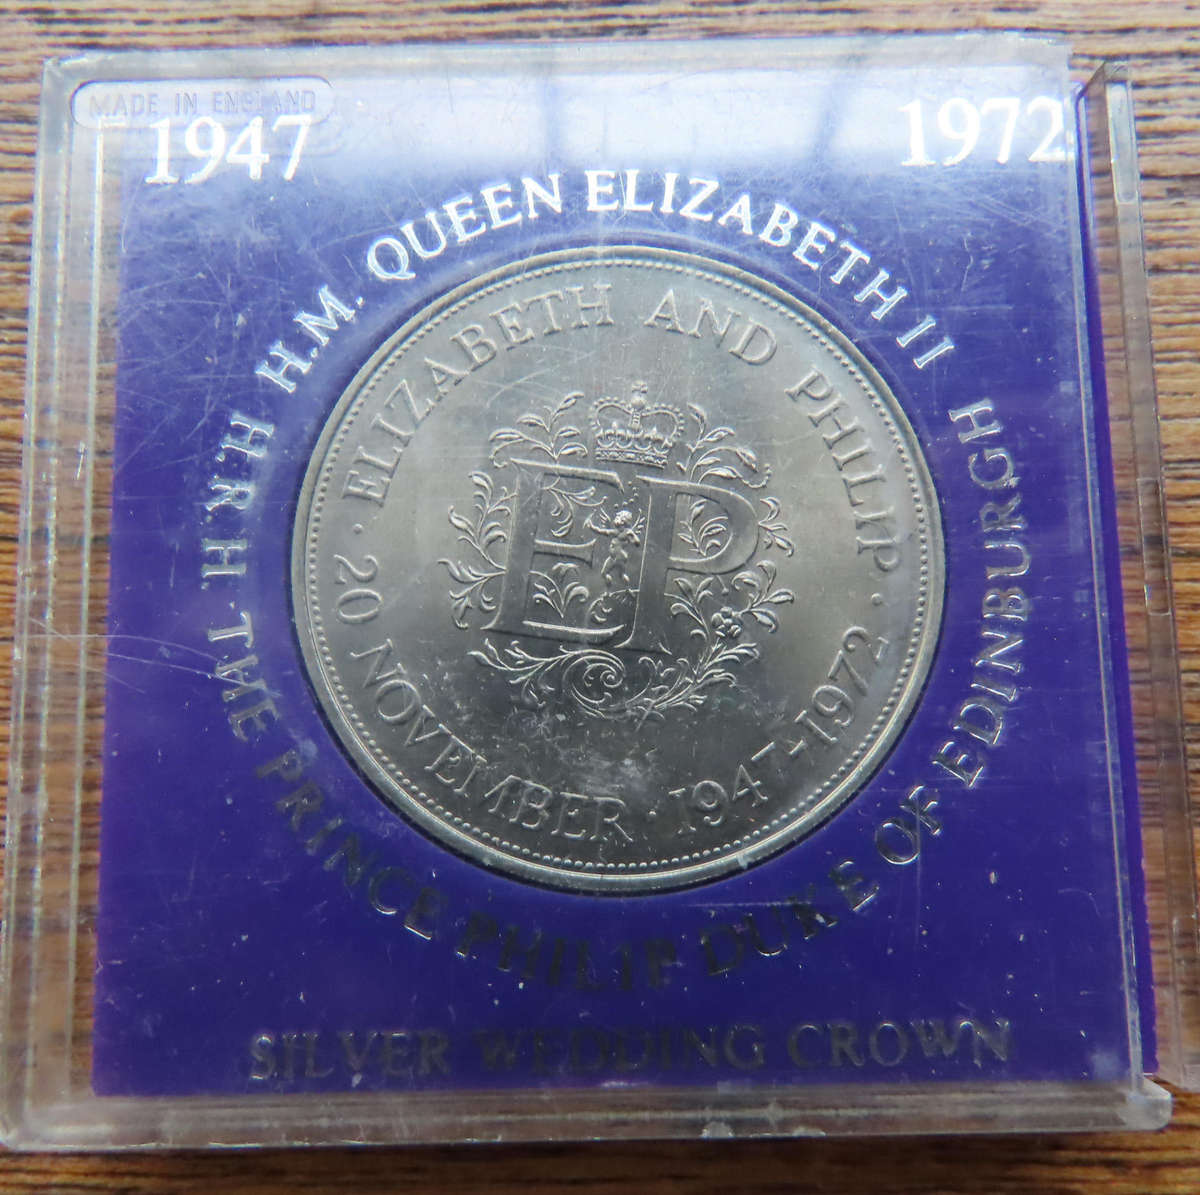 MADE IN ENGLAND
1947
1972
H.M. QUEEN ELIZABETH II
H.R.H. THE PRINCE PHILIP DUKE OF EDINBURGH
ELIZABETH AND PHILIP
· 20 NOVEMBER · 1947-1972 ·
EP
SILVER WEDDING CROWN